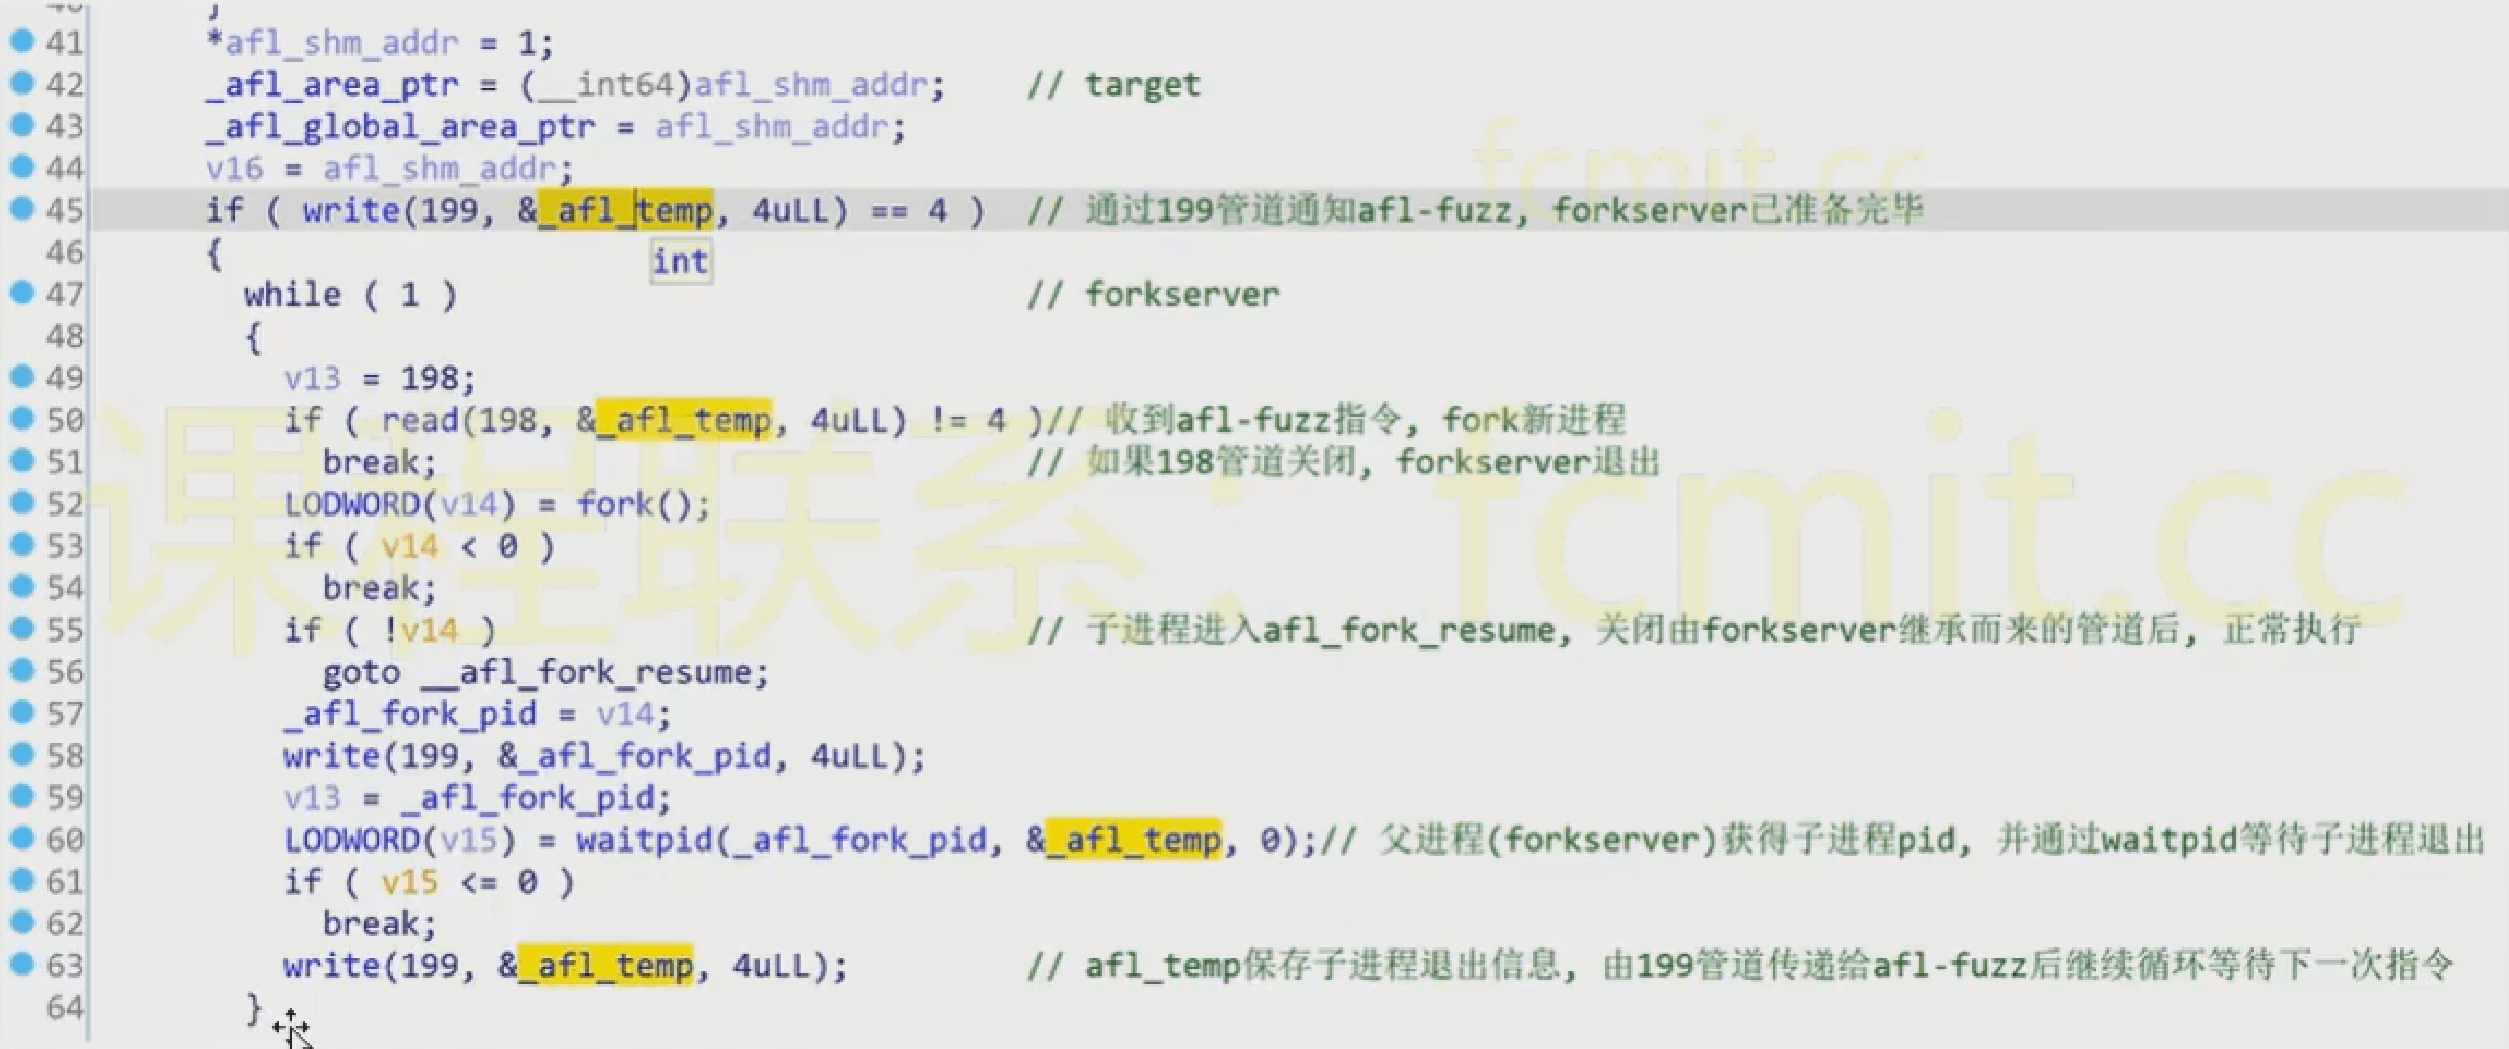 41 *afl_shm_addr = 1;
42 _afl_area_ptr = (__int64)afl_shm_addr; // target
43 _afl_global_area_ptr = afl_shm_addr;
44 v16 = afl_shm_addr;
fcmit.cc
45 if ( write(199, &_afl_temp, 4uLL) == 4 ) // 通过199管道通知afl-fuzz, forkserver已准备完毕
46 {
int
47 while ( 1 ) // forkserver
48 {
49 v13 = 198;
50 if ( read(198, &_afl_temp, 4uLL) != 4 )// 收到afl-fuzz指令, fork新进程
51 break; // 如果198管道关闭, forkserver退出
52 LODWORD(v14) = fork();
课程联系: fcmit.cc
53 if ( v14 < 0 )
54 break;
55 if ( !v14 ) // 子进程进入afl_fork_resume, 关闭由forkserver继承而来的管道后, 正常执行
56 goto __afl_fork_resume;
57 _afl_fork_pid = v14;
58 write(199, &_afl_fork_pid, 4uLL);
59 v13 = _afl_fork_pid;
60 LODWORD(v15) = waitpid(_afl_fork_pid, &_afl_temp, 0);// 父进程(forkserver)获得子进程pid, 并通过waitpid等待子进程退出
61 if ( v15 <= 0 )
62 break;
63 write(199, &_afl_temp, 4uLL); // afl_temp保存子进程退出信息, 由199管道传递给afl-fuzz后继续循环等待下一次指令
64 }